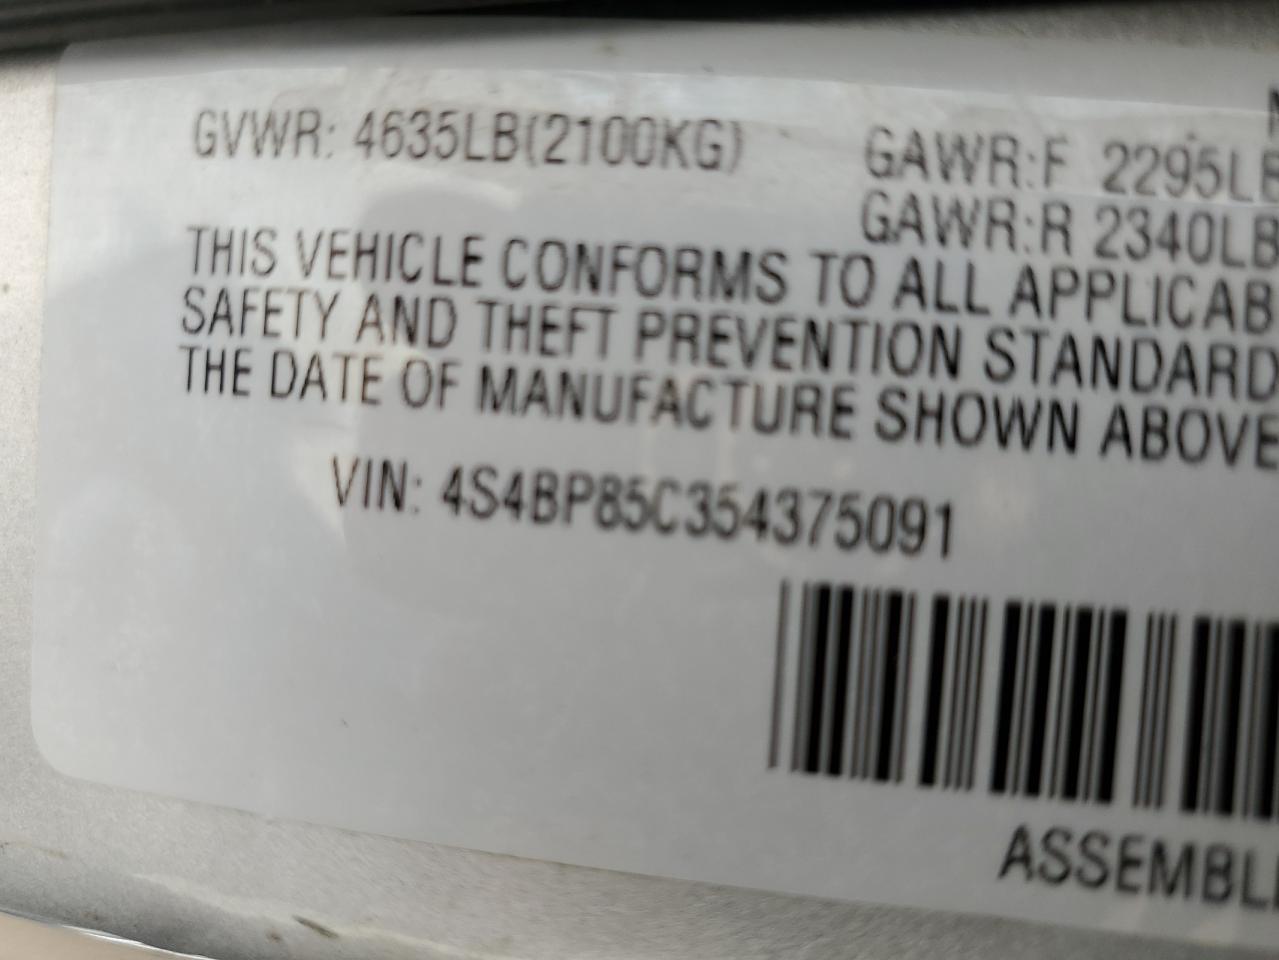 GVWR: 4635LB(2100KG)
GAWR:F 2295LB
GAWR:R 2340LB
THIS VEHICLE CONFORMS TO ALL APPLICAB
SAFETY AND THEFT PREVENTION STANDARD
THE DATE OF MANUFACTURE SHOWN ABOVE
VIN: 4S4BP85C354375091
ASSEMBL